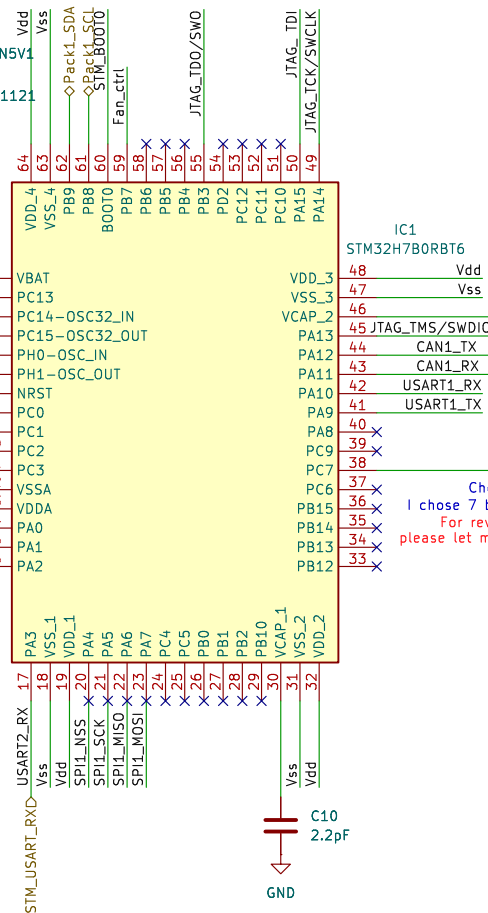 Vdd
Vss
Pack1_SDA
Pack1_SCL
STM_BOOT0
Fan_ctrl
JTAG_TDO/SWO
JTAG_ TDI
JTAG_TCK/SWCLK
N5V1
1121
64
63
62
61
60
59
58
57
56
55
54
53
52
51
50
49
VDD_4
VSS_4
PB9
PB8
BOOT0
PB7
PB6
PB5
PB4
PB3
PD2
PC12
PC11
PC10
PA15
PA14
IC1
STM32H7B0RBT6
VBAT
PC13
PC14-OSC32_IN
PC15-OSC32_OUT
PH0-OSC_IN
PH1-OSC_OUT
NRST
PC0
PC1
PC2
PC3
VSSA
VDDA
PA0
PA1
PA2
VDD_3 48 Vdd
VSS_3 47 Vss
VCAP_2 46
PA13 45 JTAG_TMS/SWDIO
PA12 44 CAN1_TX
PA11 43 CAN1_RX
PA10 42 USART1_RX
PA9 41 USART1_TX
PA8 40
PC9 39
PC7 38
PC6 37
PB15 36
PB14 35
PB13 34
PB12 33
Ch
I chose 7 b
For rev
please let m
PA3
VSS_1
VDD_1
PA4
PA5
PA6
PA7
PC4
PC5
PB0
PB1
PB2
PB10
VCAP_1
VSS_2
VDD_2
17
18
19
20
21
22
23
24
25
26
27
28
29
30
31
32
USART2_RX
Vss
Vdd
SPI1_NSS
SPI1_SCK
SPI1_MISO
SPI1_MOSI
Vss
Vdd
STM_USART_RX
C10
2.2pF
GND